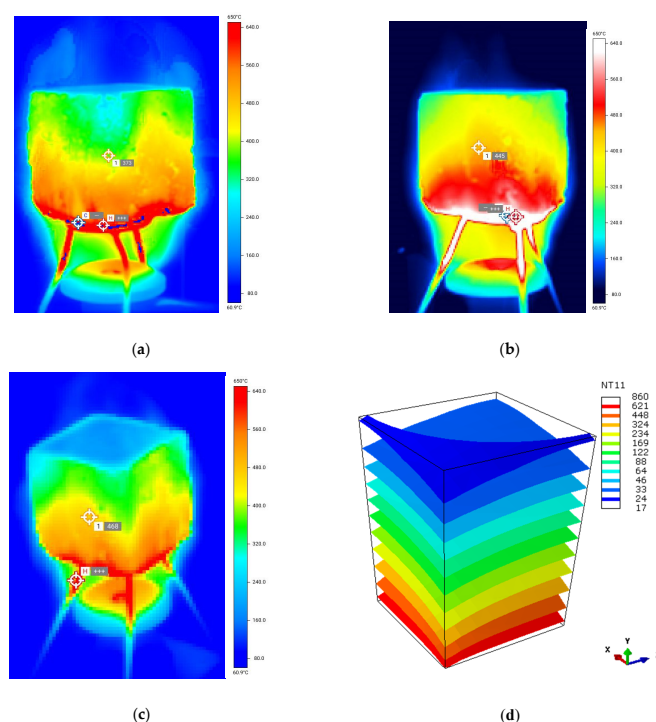 650°C
640.0
560.0
480.0
400.0
320.0
240.0
160.0
80.0
60.9°C
1 372
C --
H +++
(a)
650°C
640.0
560.0
480.0
400.0
320.0
240.0
160.0
80.0
60.9°C
1 445
-- +++ H
(b)
650°C
640.0
560.0
480.0
400.0
320.0
240.0
160.0
80.0
60.9°C
1 468
H +++
(c)
NT11
860
621
448
324
234
169
122
88
64
46
33
24
17
Y
X
(d)